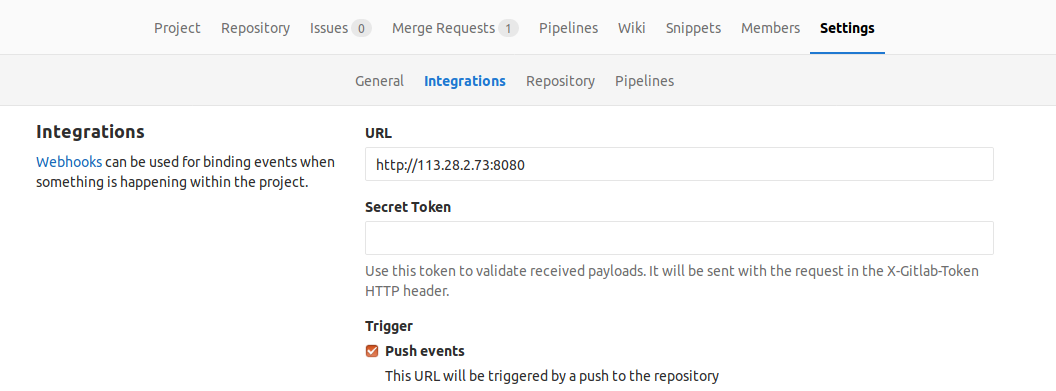 Project Repository Issues 0 Merge Requests 1 Pipelines Wiki Snippets Members Settings
General Integrations Repository Pipelines
Integrations
Webhooks can be used for binding events when
something is happening within the project.
URL
http://113.28.2.73:8080
Secret Token
Use this token to validate received payloads. It will be sent with the request in the X-Gitlab-Token
HTTP header.
Trigger
Push events
This URL will be triggered by a push to the repository